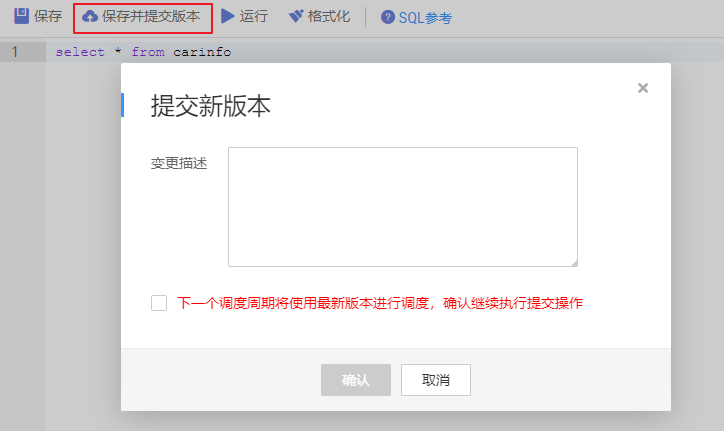 保存 保存并提交版本 运行 格式化 SQL参考
1 select * from carinfo
提交新版本
变更描述
下一个调度周期将使用最新版本进行调度，确认继续执行提交操作
确认 取消